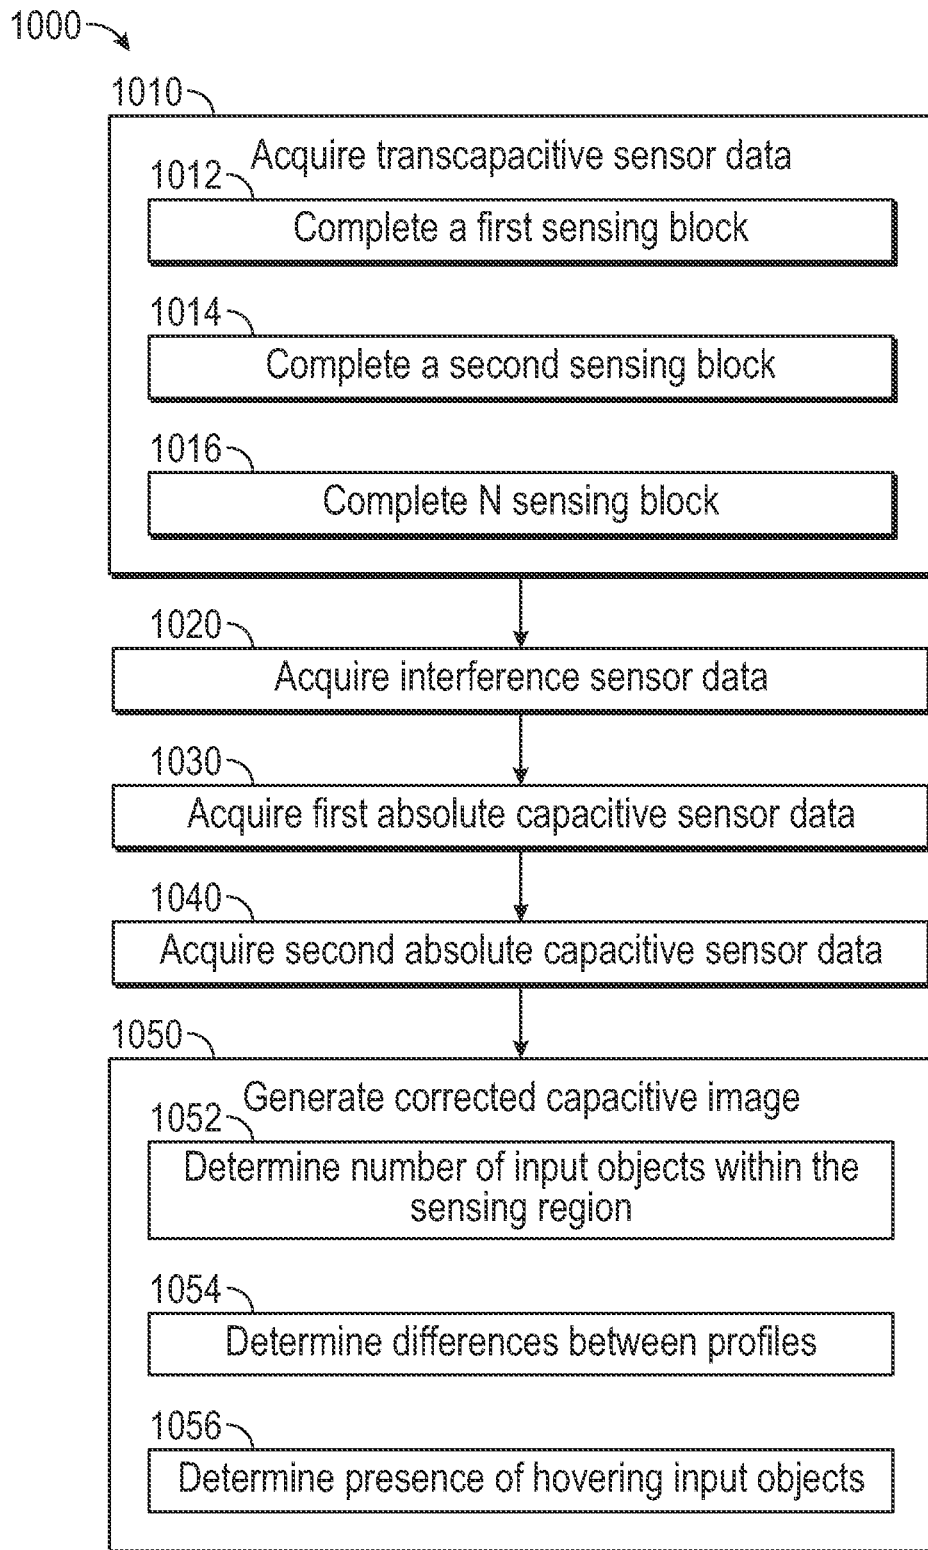 1000
1010
Acquire transcapacitive sensor data
1012
Complete a first sensing block
1014
Complete a second sensing block
1016
Complete N sensing block
1020
Acquire interference sensor data
1030
Acquire first absolute capacitive sensor data
1040
Acquire second absolute capacitive sensor data
1050
Generate corrected capacitive image
1052
Determine number of input objects within the
sensing region
1054
Determine differences between profiles
1056
Determine presence of hovering input objects